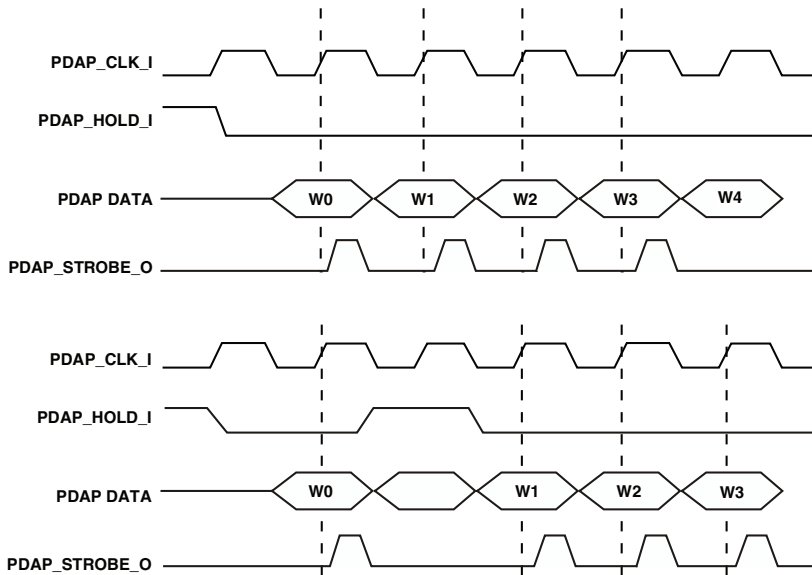 PDAP_CLK_I
PDAP_HOLD_I
PDAP DATA W0 W1 W2 W3 W4
PDAP_STROBE_O
PDAP_CLK_I
PDAP_HOLD_I
PDAP DATA W0 W1 W2 W3
PDAP_STROBE_O